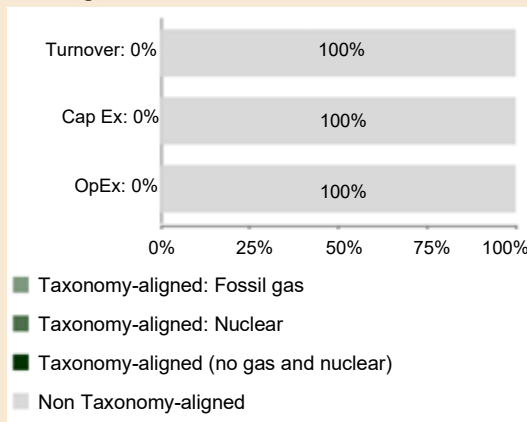 Turnover: 0% 100%
Cap Ex: 0% 100%
OpEx: 0% 100%
0% 25% 50% 75% 100%
Taxonomy-aligned: Fossil gas
Taxonomy-aligned: Nuclear
Taxonomy-aligned (no gas and nuclear)
Non Taxonomy-aligned